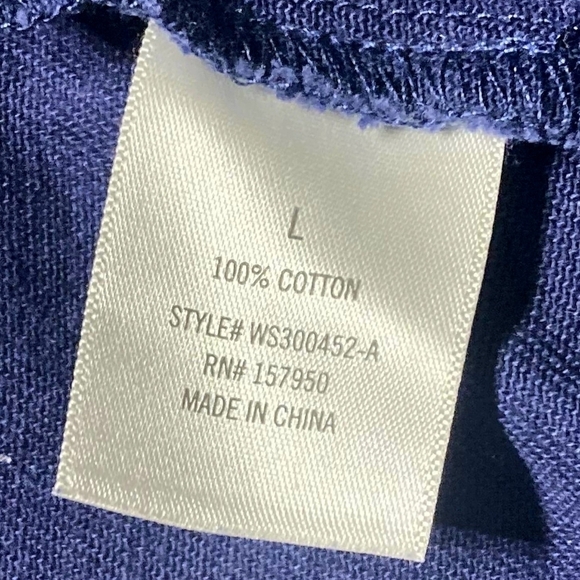 L
100% COTTON
STYLE# WS300452-A
RN# 157950
MADE IN CHINA